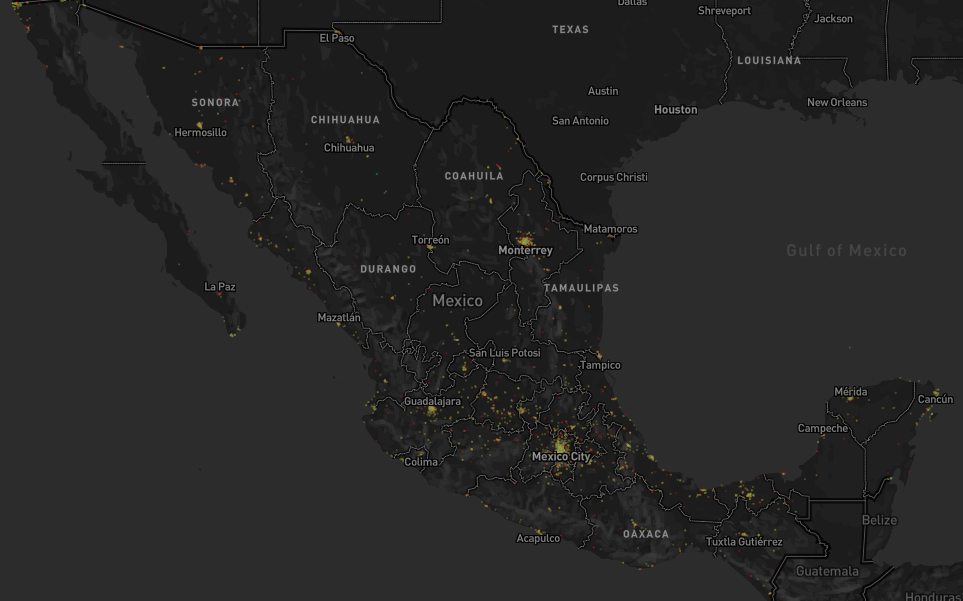 Dallas
Shreveport
Jackson
TEXAS
El Paso
LOUISIANA
Austin
SONORA
Houston
New Orleans
CHIHUAHUA
San Antonio
Hermosillo
Chihuahua
COAHUILA
Corpus Christi
Matamoros
Torreón
Monterrey
Gulf of Mexico
DURANGO
La Paz
TAMAULIPAS
Mexico
Mazatlán
San Luis Potosí
Tampico
Guadalajara
Mérida
Cancún
Campeche
Mexico City
Colima
Belize
Acapulco
OAXACA
Tuxtla Gutiérrez
Guatemala
Honduras